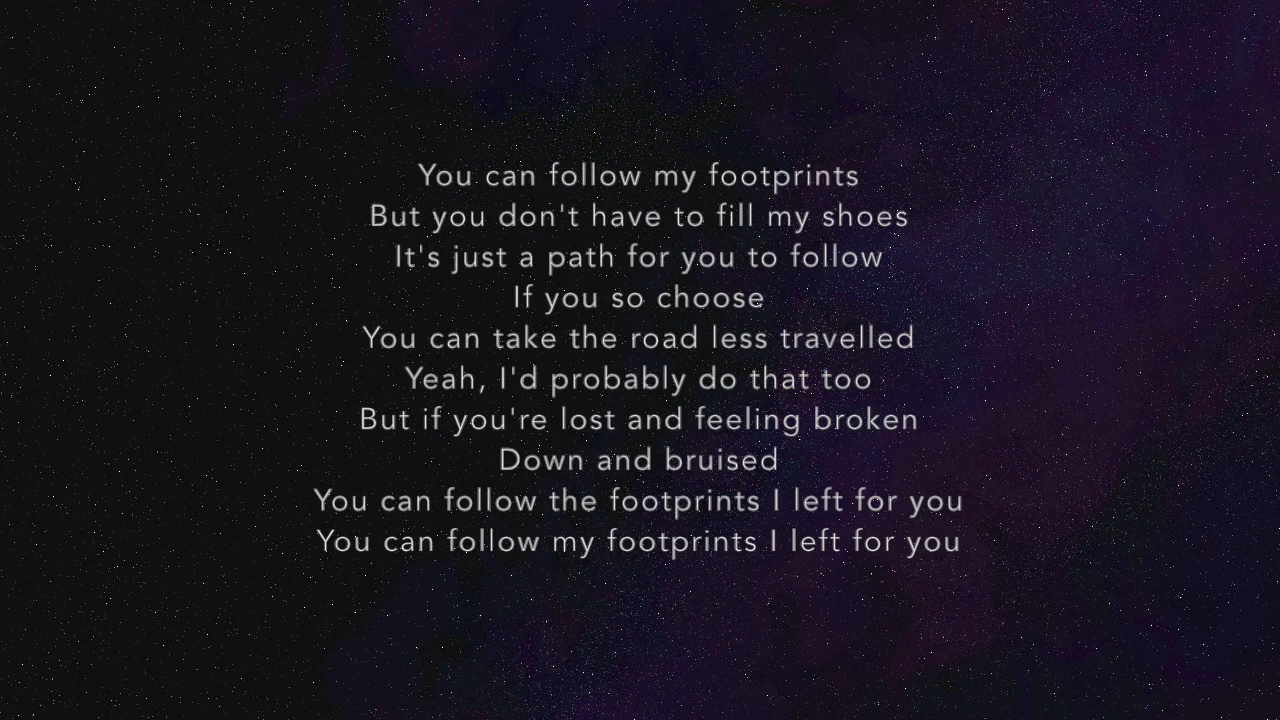 You can follow my footprints
But you don't have to fill my shoes
It's just a path for you to follow
If you so choose
You can take the road less travelled
Yeah, I'd probably do that too
But if you're lost and feeling broken
Down and bruised
You can follow the footprints I left for you
You can follow my footprints I left for you